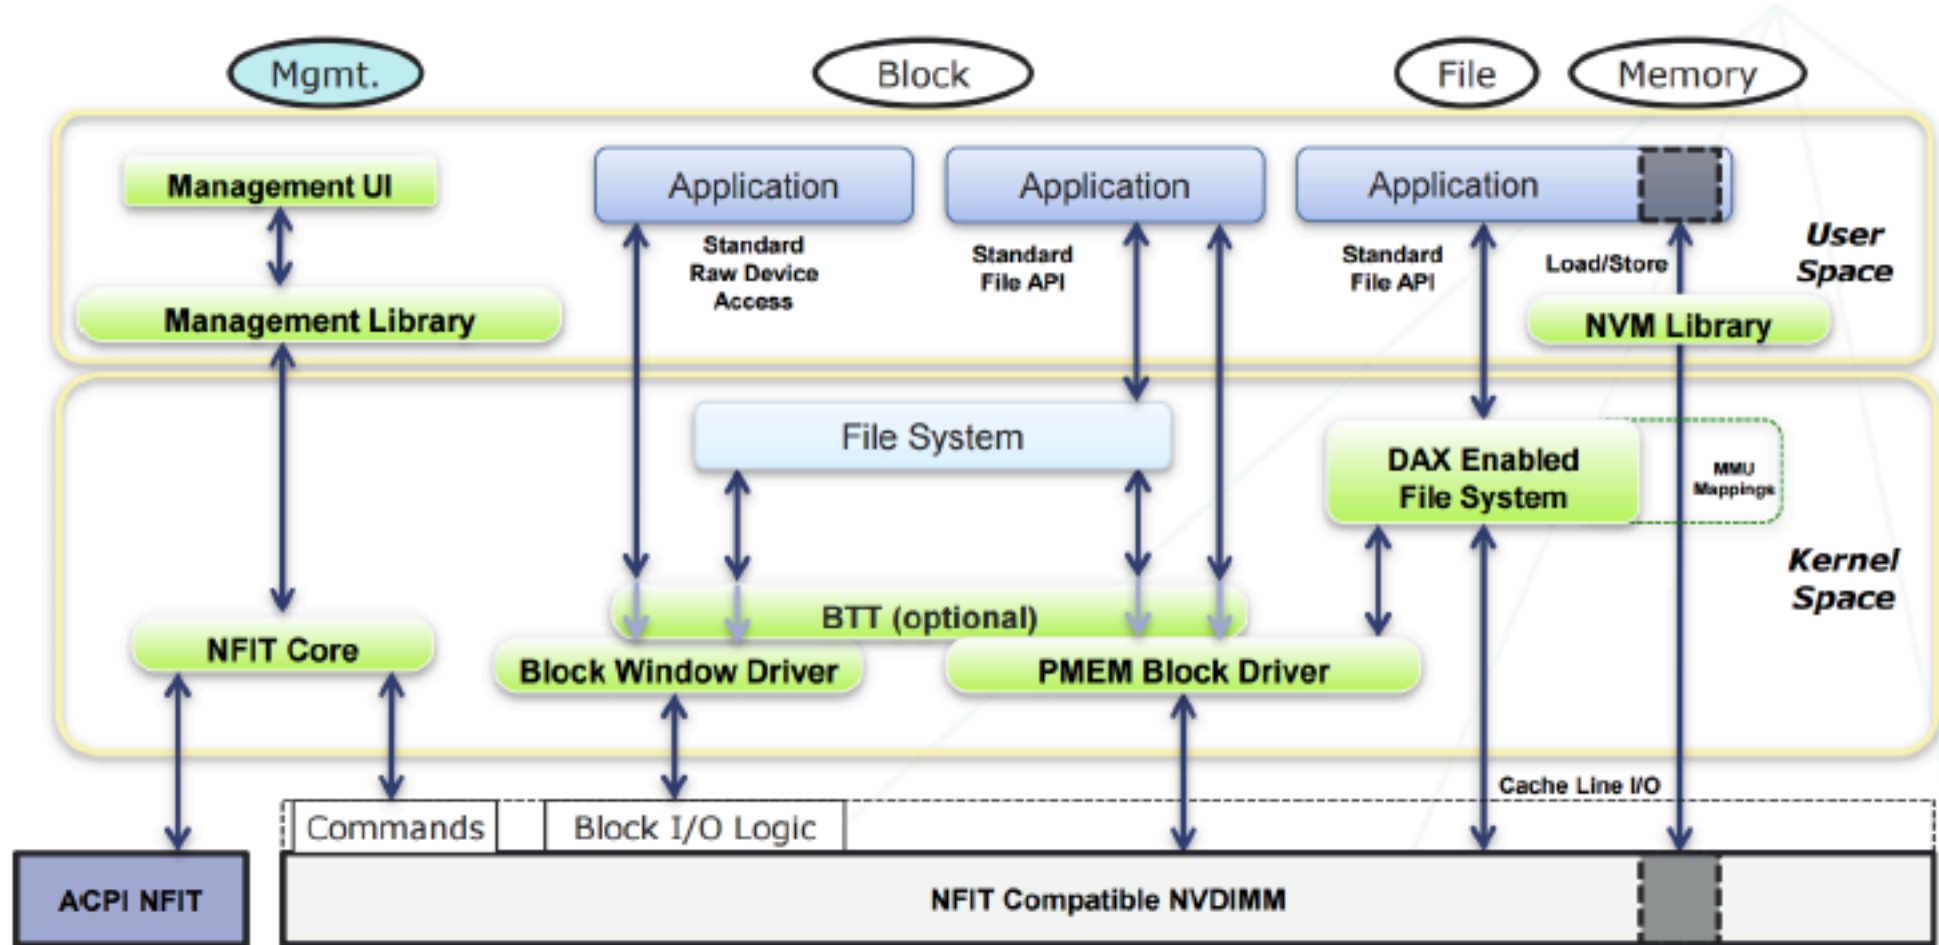 Mgmt.
Block
File
Memory
Management UI
Application
Application
Application
Standard
Raw Device
Access
Standard
File API
Standard
File API
Load/Store
User
Space
Management Library
NVM Library
File System
DAX Enabled
File System
MMU
Mappings
Kernel
Space
BTT (optional)
NFIT Core
Block Window Driver
PMEM Block Driver
Cache Line I/O
Commands
Block I/O Logic
ACPI NFIT
NFIT Compatible NVDIMM